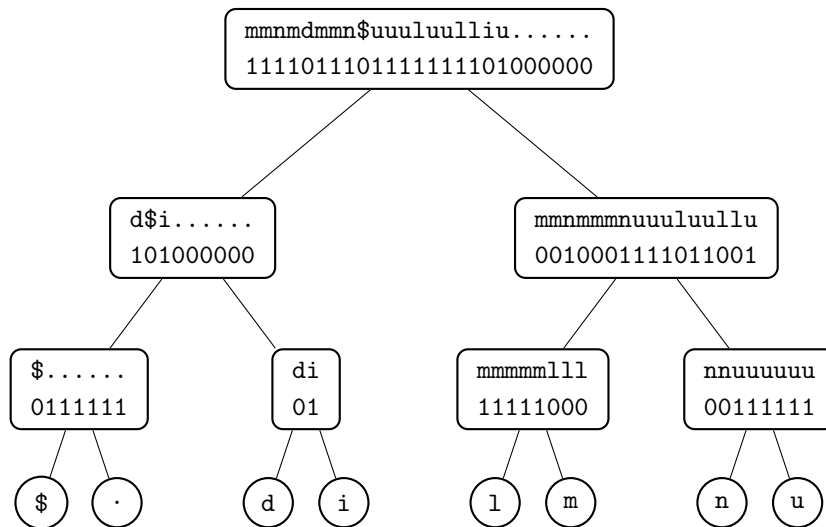 mmnmdmmn$uuuluulliu......
1111011101111111101000000
d$i......
101000000
mmnmmmnuuuluullu
0010001111011001
$......
0111111
di
01
mmmmmlll
11111000
nnuuuuuu
00111111
$
.
d
i
l
m
n
u